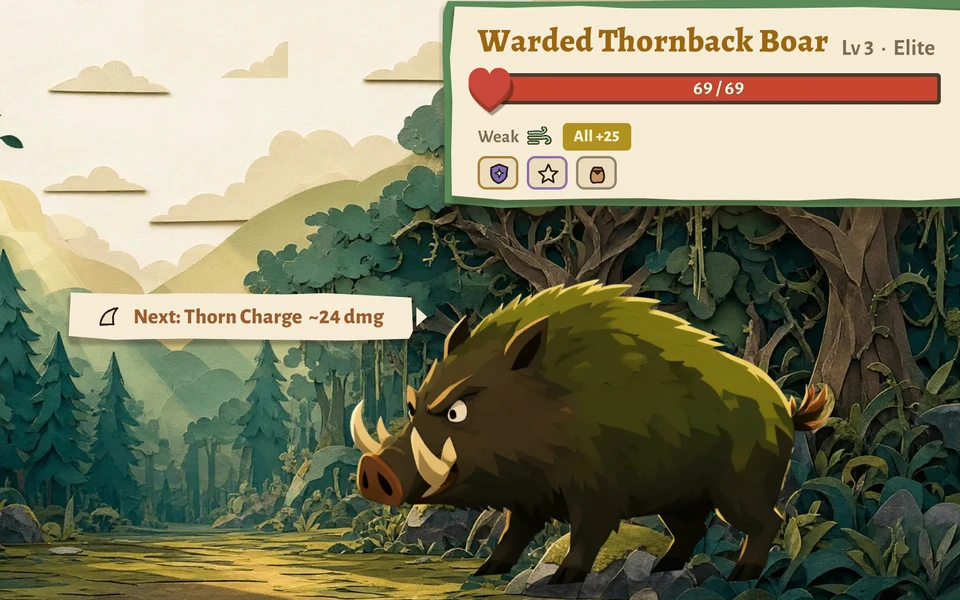 Warded Thornback Boar Lv 3 · Elite
69 / 69
Weak All +25
Next: Thorn Charge ~24 dmg